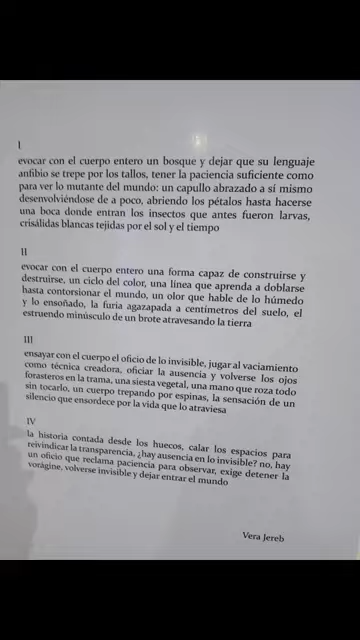 I
evocar con el cuerpo entero un bosque y dejar que su lenguaje
anfibio se trepe por los tallos, tener la paciencia suficiente como
para ver lo mutante del mundo: un capullo abrazado a sí mismo
desenvolviéndose de a poco, abriendo los pétalos hasta hacerse
una boca donde entran los insectos que antes fueron larvas,
crisálidas blancas tejidas por el sol y el tiempo
II
evocar con el cuerpo entero una forma capaz de construirse y
destruirse, un ciclo del color, una línea que aprenda a doblarse
hasta contorsionar el mundo, un olor que hable de lo húmedo
y lo ensoñado, la furia agazapada a centímetros del suelo, el
estruendo minúsculo de un brote atravesando la tierra
III
ensayar con el cuerpo el oficio de lo invisible, jugar al vaciamiento
como técnica creadora, oficiar la ausencia y volverse los ojos
forasteros en la trama, una siesta vegetal, una mano que roza todo
sin tocarlo, un cuerpo trepando por espinas, la sensación de un
silencio que ensordece por la vida que lo atraviesa
IV
la historia contada desde los huecos, calar los espacios para
reivindicar la transparencia, ¿hay ausencia en lo invisible? no, hay
un oficio que reclama paciencia para observar, exige detener la
vorágine, volverse invisible y dejar entrar el mundo
Vera Jereb